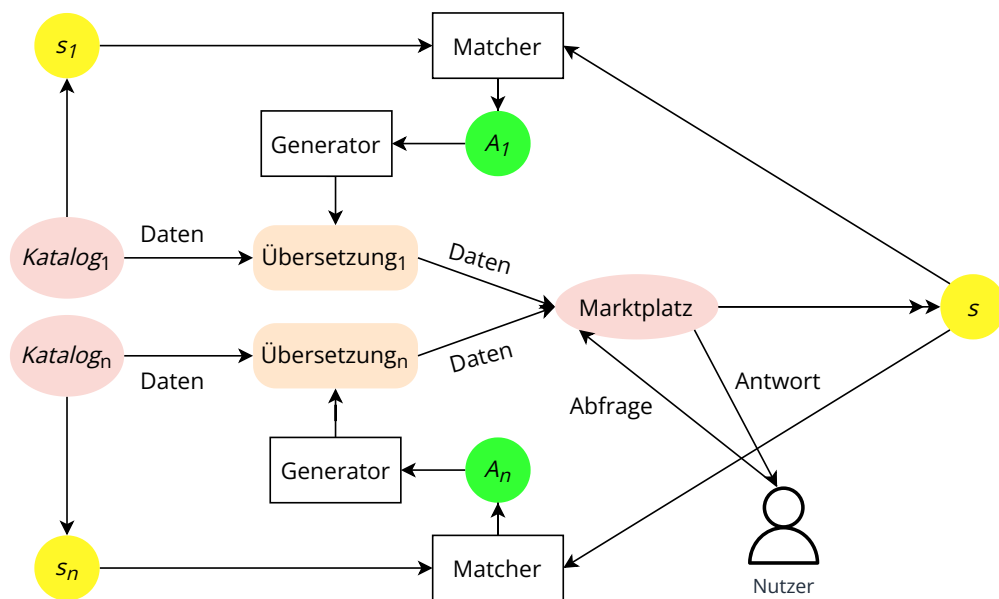 s1
Matcher
Generator
A1
Daten
Katalog1
Übersetzung1
Daten
Marktplatz
s
Katalogn
Übersetzungn
Daten
Daten
Abfrage
Antwort
Generator
An
sn
Matcher
Nutzer